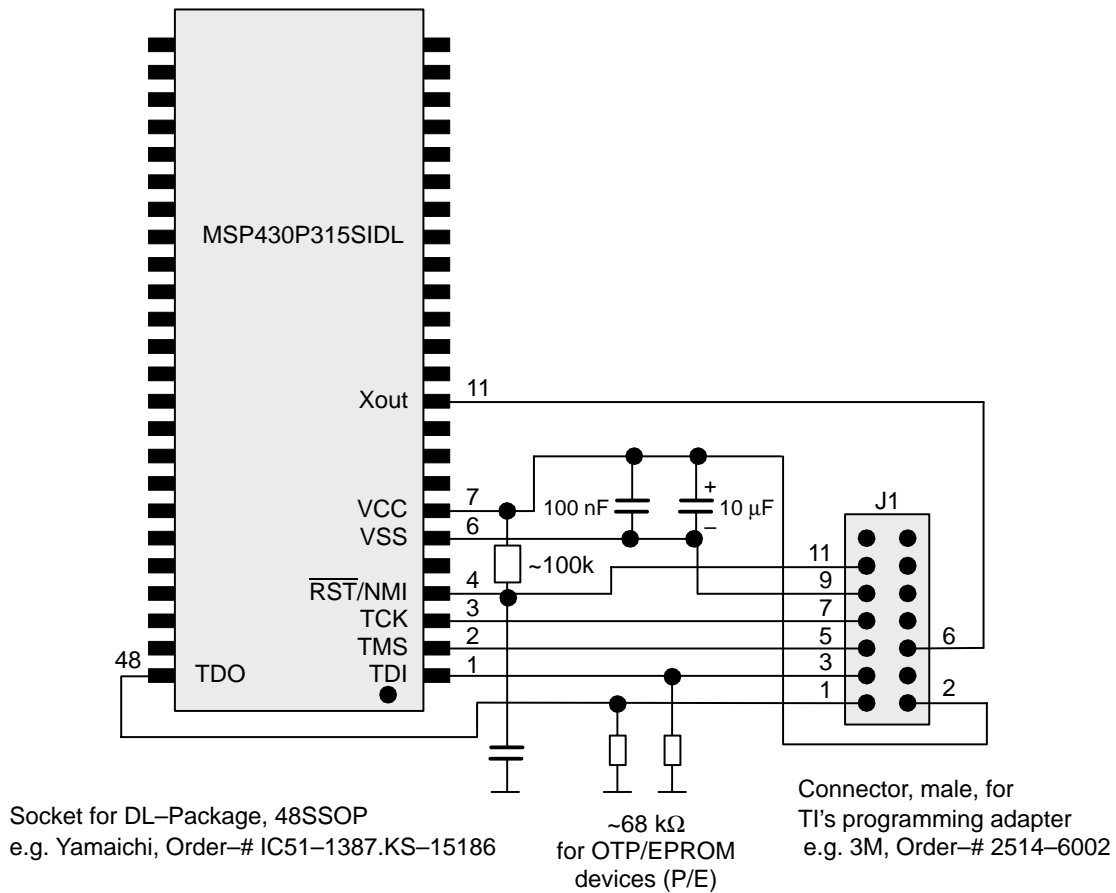 MSP430P315SIDL
Xout
11
VCC
7
100 nF
+
10 µF
–
J1
VSS
6
~100k
11
RST/NMI
4
9
TCK
3
7
TMS
2
5
6
48
TDO
TDI
1
3
1
2
Socket for DL–Package, 48SSOP
e.g. Yamaichi, Order–# IC51–1387.KS–15186
~68 kΩ
for OTP/EPROM
devices (P/E)
Connector, male, for
TI's programming adapter
e.g. 3M, Order–# 2514–6002